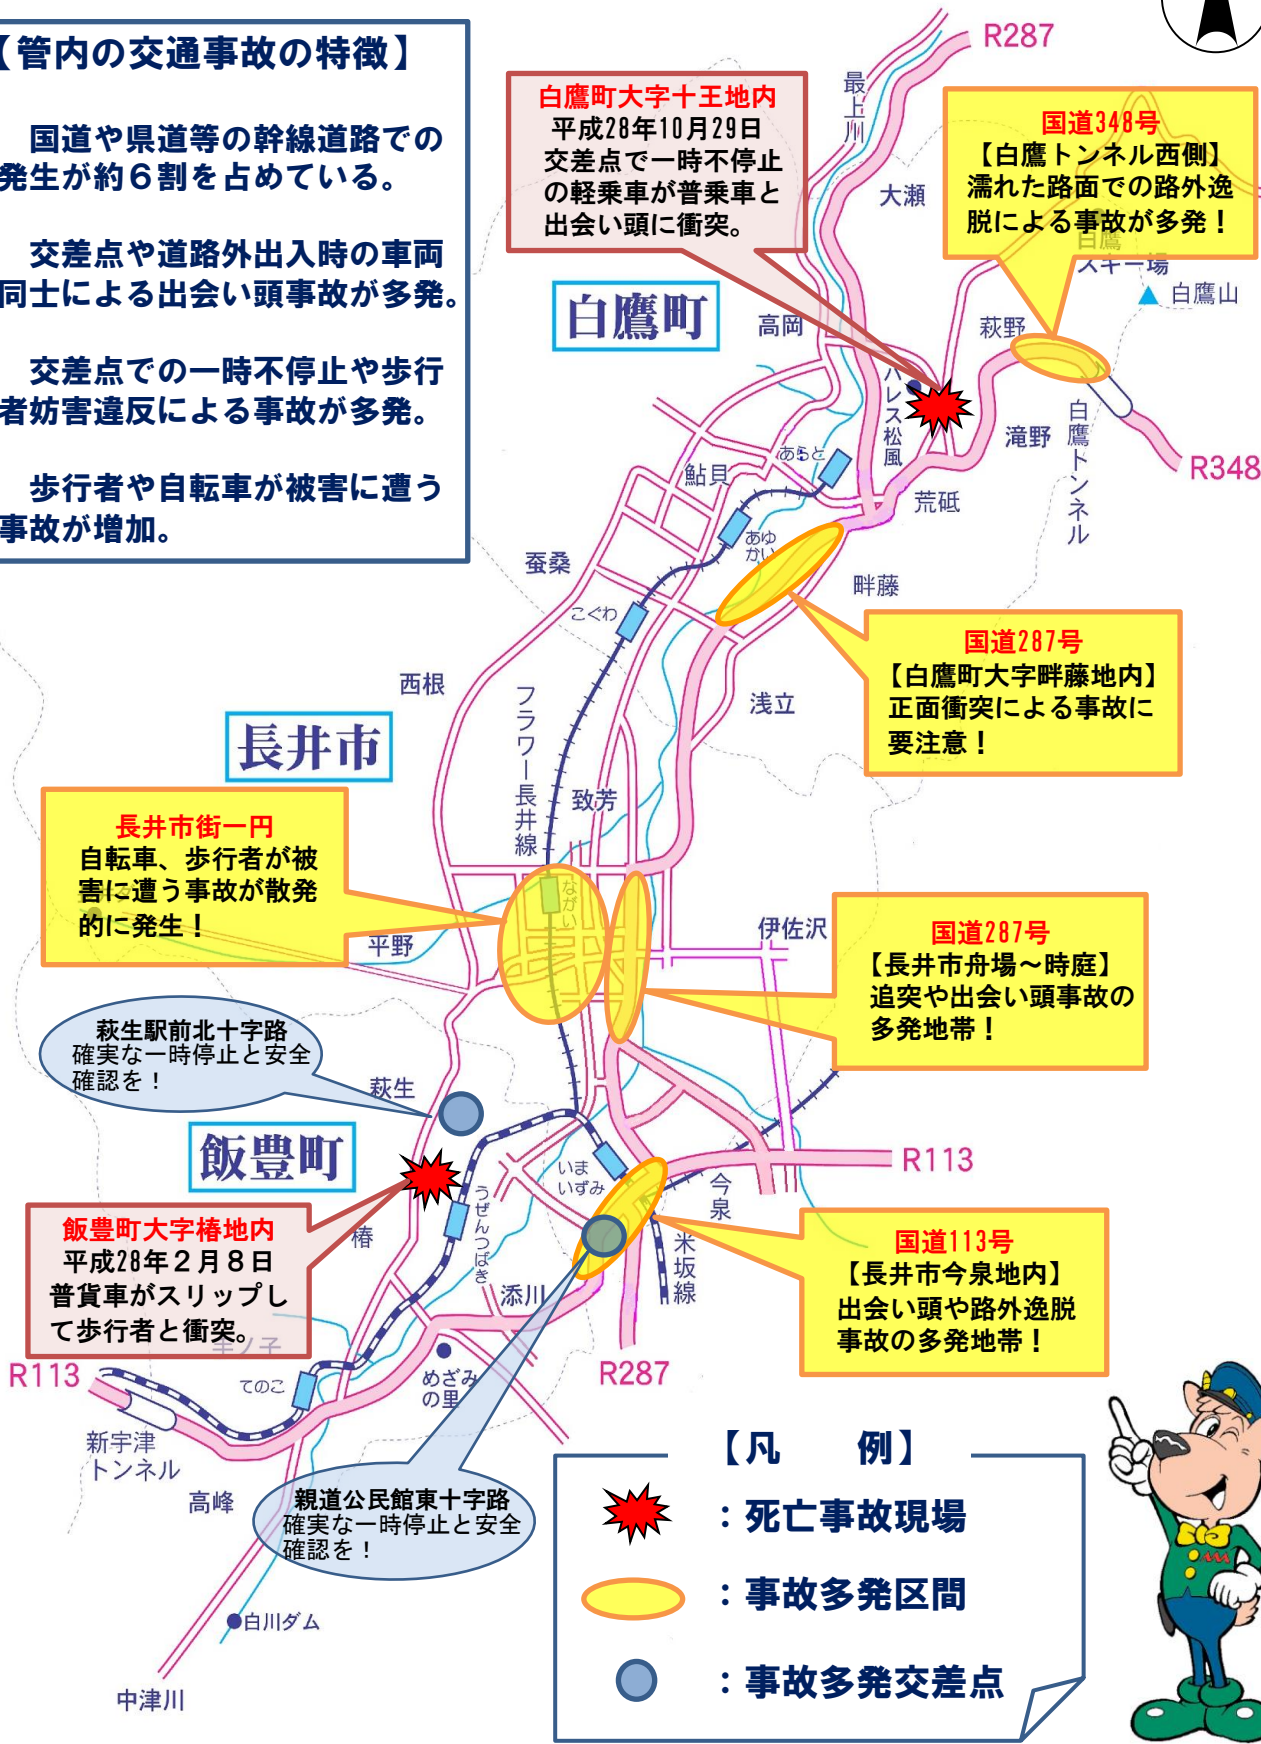 【管内の交通事故の特徴】
国道や県道等の幹線道路での
発生が約６割を占めている。
交差点や道路外出入時の車両
同士による出会い頭事故が多発。
交差点での一時不停止や歩行
者妨害違反による事故が多発。
歩行者や自転車が被害に遭う
事故が増加。
R287
白鷹町大字十王地内
平成28年10月29日
交差点で一時不停止
の軽乗車が普乗車と
出会い頭に衝突。
最上川
大瀬
国道348号
【白鷹トンネル西側】
濡れた路面での路外逸
脱による事故が多発！
白鷹
スキー場
白鷹山
白鷹町
高岡
萩野
パレス松風
滝野
白鷹トンネル
R348
あらと
鮎貝
荒砥
あゆ
かい
蚕桑
畔藤
こぐわ
国道287号
【白鷹町大字畔藤地内】
正面衝突による事故に
要注意！
西根
フラワー長井線
浅立
長井市
致芳
長井市街一円
自転車、歩行者が被
害に遭う事故が散発
的に発生！
ながい
平野
伊佐沢
国道287号
【長井市舟場～時庭】
追突や出会い頭事故の
多発地帯！
萩生駅前北十字路
確実な一時停止と安全
確認を！
萩生
飯豊町
いま
いずみ
R113
今泉
うぜんつばき
飯豊町大字椿地内
平成28年２月８日
普貨車がスリップし
て歩行者と衝突。
椿
米坂線
国道113号
【長井市今泉地内】
出会い頭や路外逸脱
事故の多発地帯！
添川
R113
てのこ
めざみ
の里
R287
新宇津
トンネル
高峰
親道公民館東十字路
確実な一時停止と安全
確認を！
白川ダム
中津川
【凡　例】
：死亡事故現場
：事故多発区間
：事故多発交差点